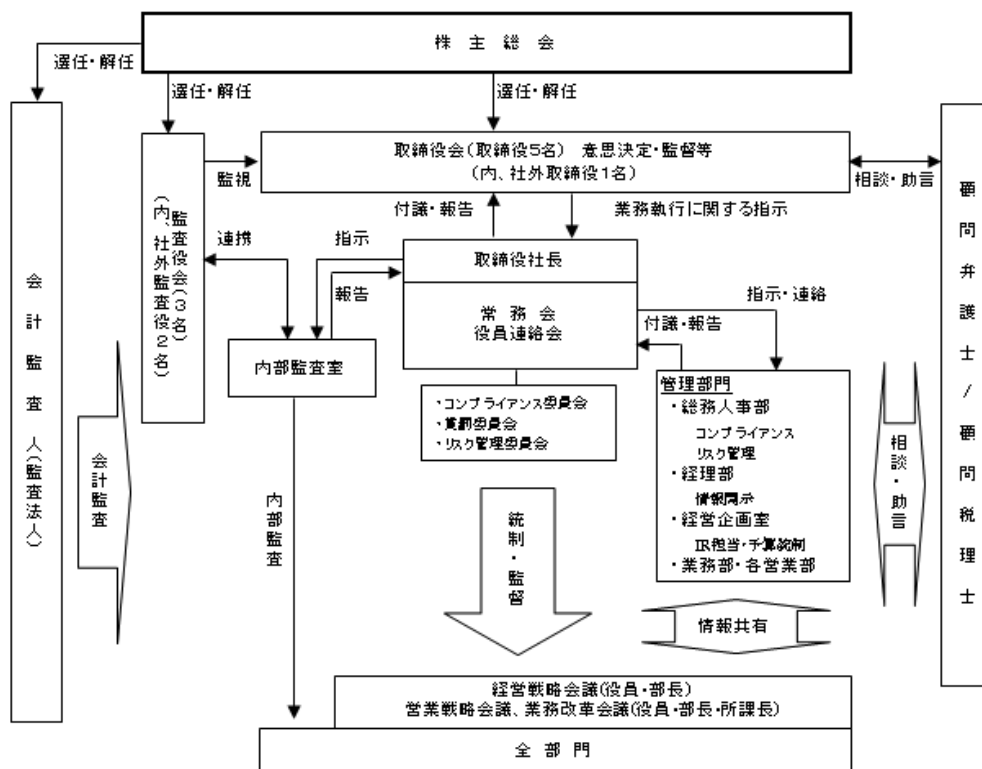 株 主 総 会
選任・解任
選任・解任
選任・解任
取締役会(取締役5名) 意思決定・監督等
(内、社外取締役1名)
監視
相談・助言
付議・報告
業務執行に関する指示
監査役会(3名)
(内、社外監査役2名)
連携
指示
報告
取締役社長
常 務 会
役員連絡会
指示・連絡
付議・報告
内部監査室
・コンプライアンス委員会
・賞罰委員会
・リスク管理委員会
管理部門
・総務人事部
コンプライアンス
リスク管理
・経理部
情報開示
・経営企画室
IR担当・予算統制
・業務部・各営業部
会計監査人(監査法人)
会計監査
内部監査
統制・監督
相談・助言
顧問弁護士/顧問税理士
情報共有
経営戦略会議(役員・部長)
営業戦略会議、業務改革会議(役員・部長・所課長)
全 部 門